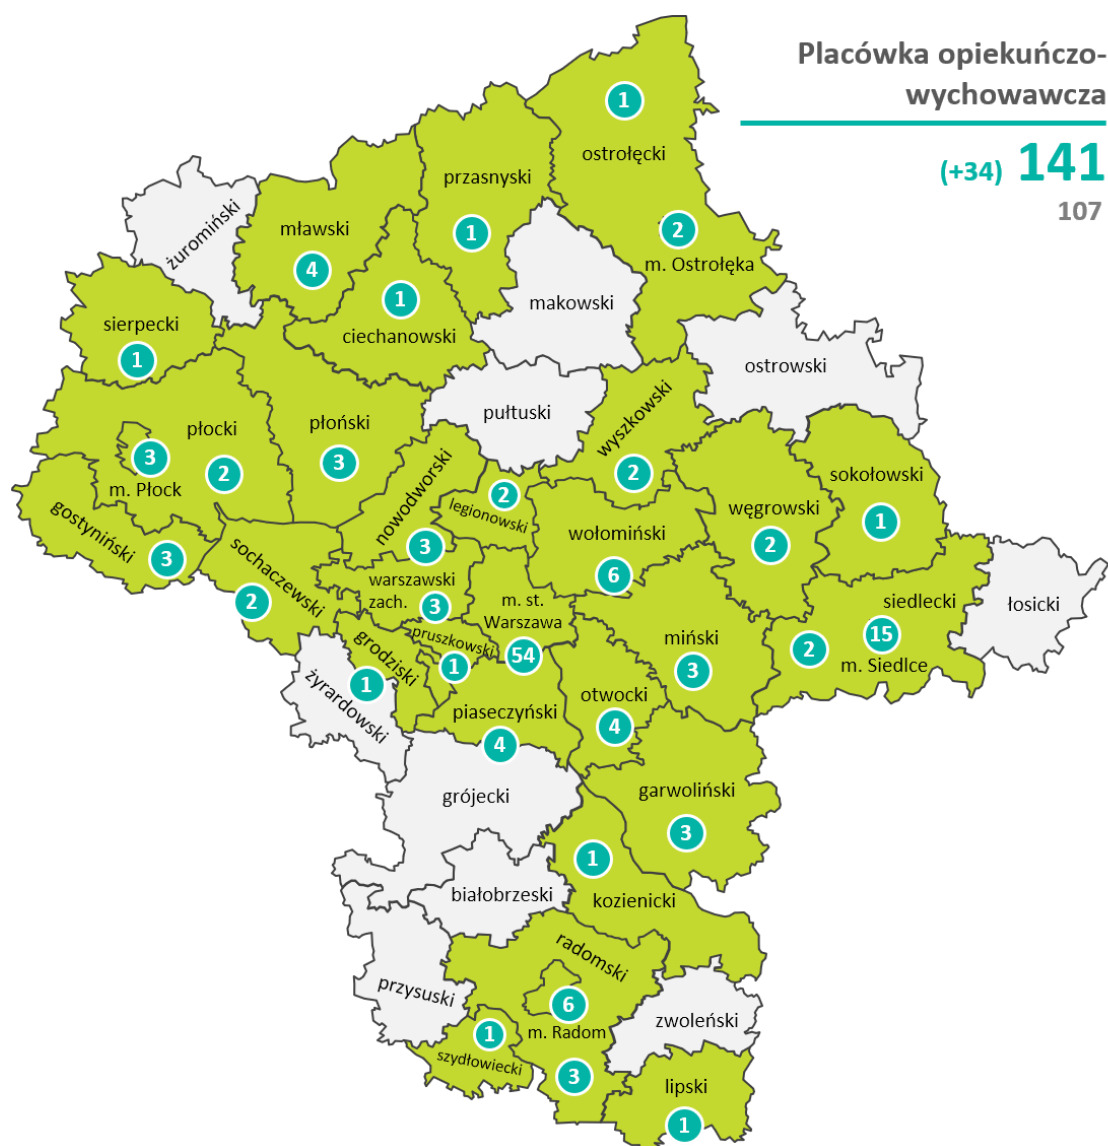 Placówka opiekuńczo-
wychowawcza
(+34) 141
107
1
ostrołęcki
przasnyski
żuromiński
mławski
1
2
4
m. Ostrołęka
1
makowski
sierpecki
ciechanowski
1
ostrowski
pułtuski
wyszkowski
płocki
płoński
3
2
3
2
m. Płock
nowodworski
2
legionowski
sokołowski
1
węgrowski
2
gostyniński
3
sochaczewski
2
3
wołomiński
6
warszawski
zach.
3
m. st.
Warszawa
54
siedlecki
15
2
m. Siedlce
łosicki
pruszkowski
1
grodziski
1
żyrardowski
miński
3
otwocki
4
piaseczyński
4
grójecki
garwoliński
3
1
kozienicki
białobrzeski
radomski
przysuski
6
m. Radom
3
zwoleński
1
szydłowiecki
lipski
1